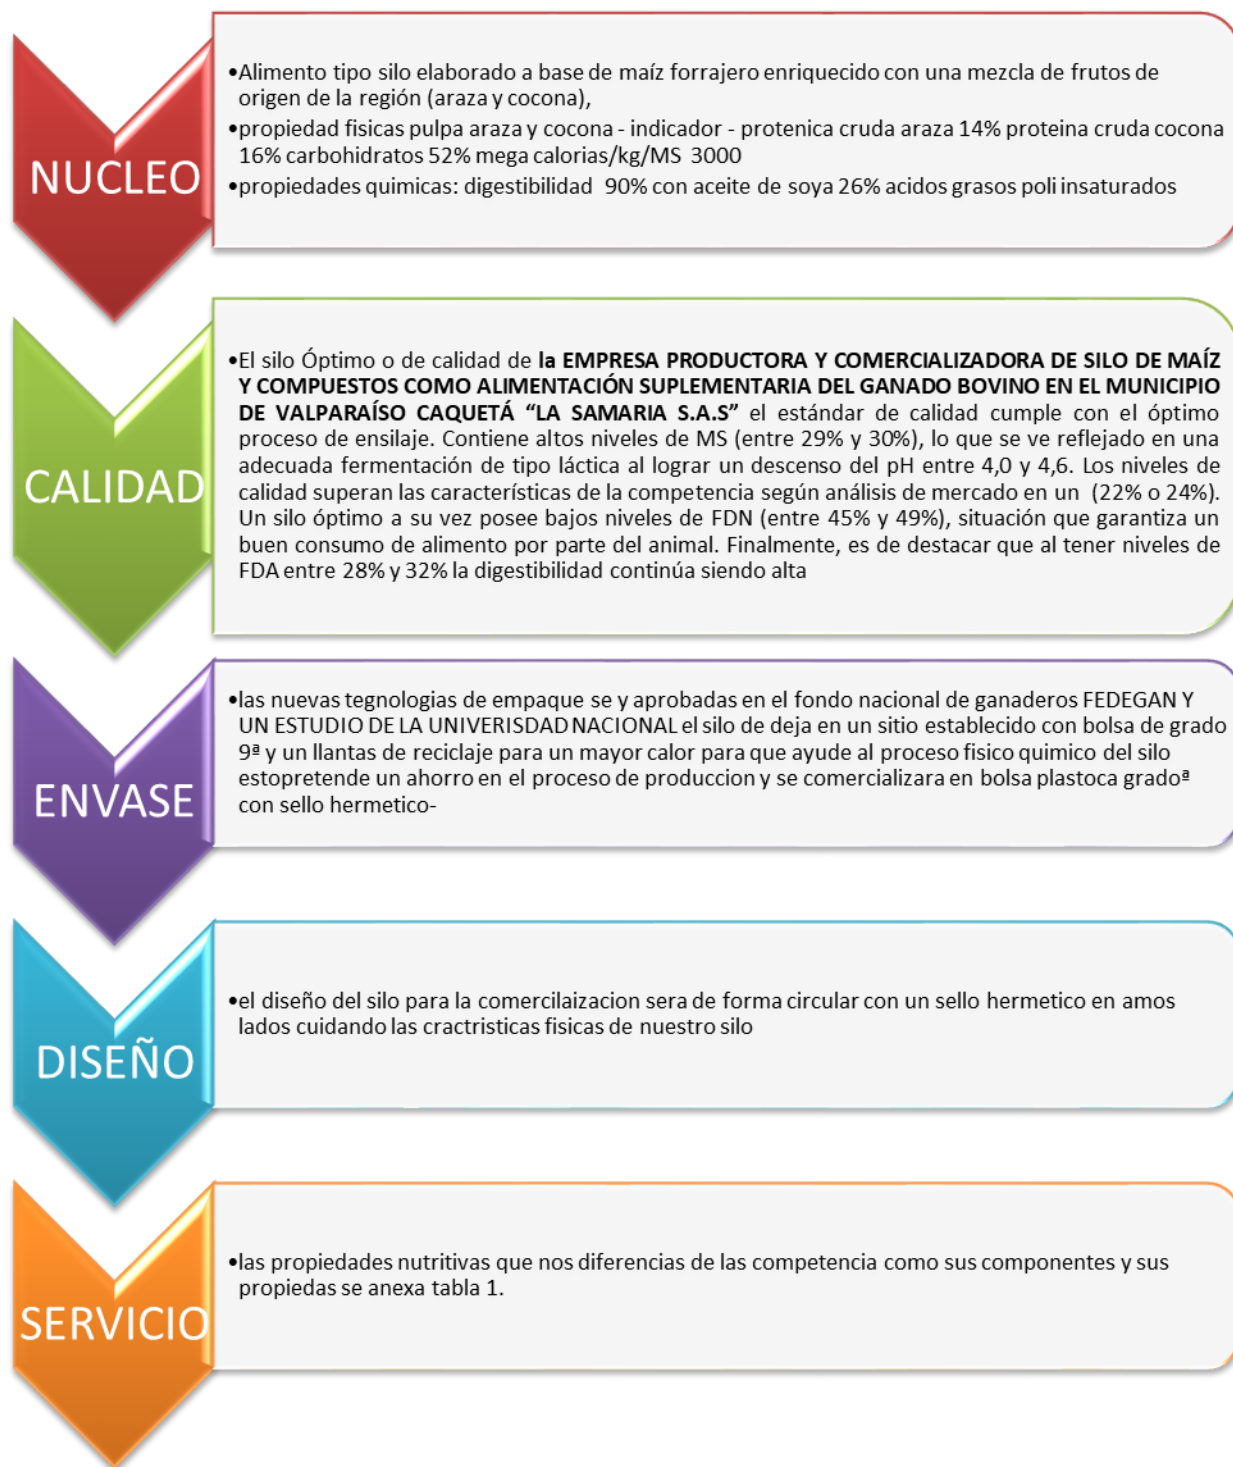 NUCLEO
•Alimento tipo silo elaborado a base de maíz forrajero enriquecido con una mezcla de frutos de
origen de la región (araza y cocona),
•propiedad fisicas pulpa araza y cocona - indicador - protenica cruda araza 14% proteina cruda cocona
16% carbohidratos 52% mega calorias/kg/MS 3000
•propiedades quimicas: digestibilidad 90% con aceite de soya 26% acidos grasos poli insaturados
CALIDAD
•El silo Óptimo o de calidad de la EMPRESA PRODUCTORA Y COMERCIALIZADORA DE SILO DE MAÍZ
Y COMPUESTOS COMO ALIMENTACIÓN SUPLEMENTARIA DEL GANADO BOVINO EN EL MUNICIPIO
DE VALPARAÍSO CAQUETÁ “LA SAMARIA S.A.S” el estándar de calidad cumple con el óptimo
proceso de ensilaje. Contiene altos niveles de MS (entre 29% y 30%), lo que se ve reflejado en una
adecuada fermentación de tipo láctica al lograr un descenso del pH entre 4,0 y 4,6. Los niveles de
calidad superan las características de la competencia según análisis de mercado en un (22% o 24%).
Un silo óptimo a su vez posee bajos niveles de FDN (entre 45% y 49%), situación que garantiza un
buen consumo de alimento por parte del animal. Finalmente, es de destacar que al tener niveles de
FDA entre 28% y 32% la digestibilidad continúa siendo alta
ENVASE
•las nuevas tegnologias de empaque se y aprobadas en el fondo nacional de ganaderos FEDEGAN Y
UN ESTUDIO DE LA UNIVERISDAD NACIONAL el silo de deja en un sitio establecido con bolsa de grado
9ª y un llantas de reciclaje para un mayor calor para que ayude al proceso fisico quimico del silo
estopretende un ahorro en el proceso de produccion y se comercializara en bolsa plastoca gradoª
con sello hermetico-
DISEÑO
•el diseño del silo para la comercilaizacion sera de forma circular con un sello hermetico en amos
lados cuidando las cractristicas fisicas de nuestro silo
SERVICIO
•las propiedades nutritivas que nos diferencias de las competencia como sus componentes y sus
propiedas se anexa tabla 1.